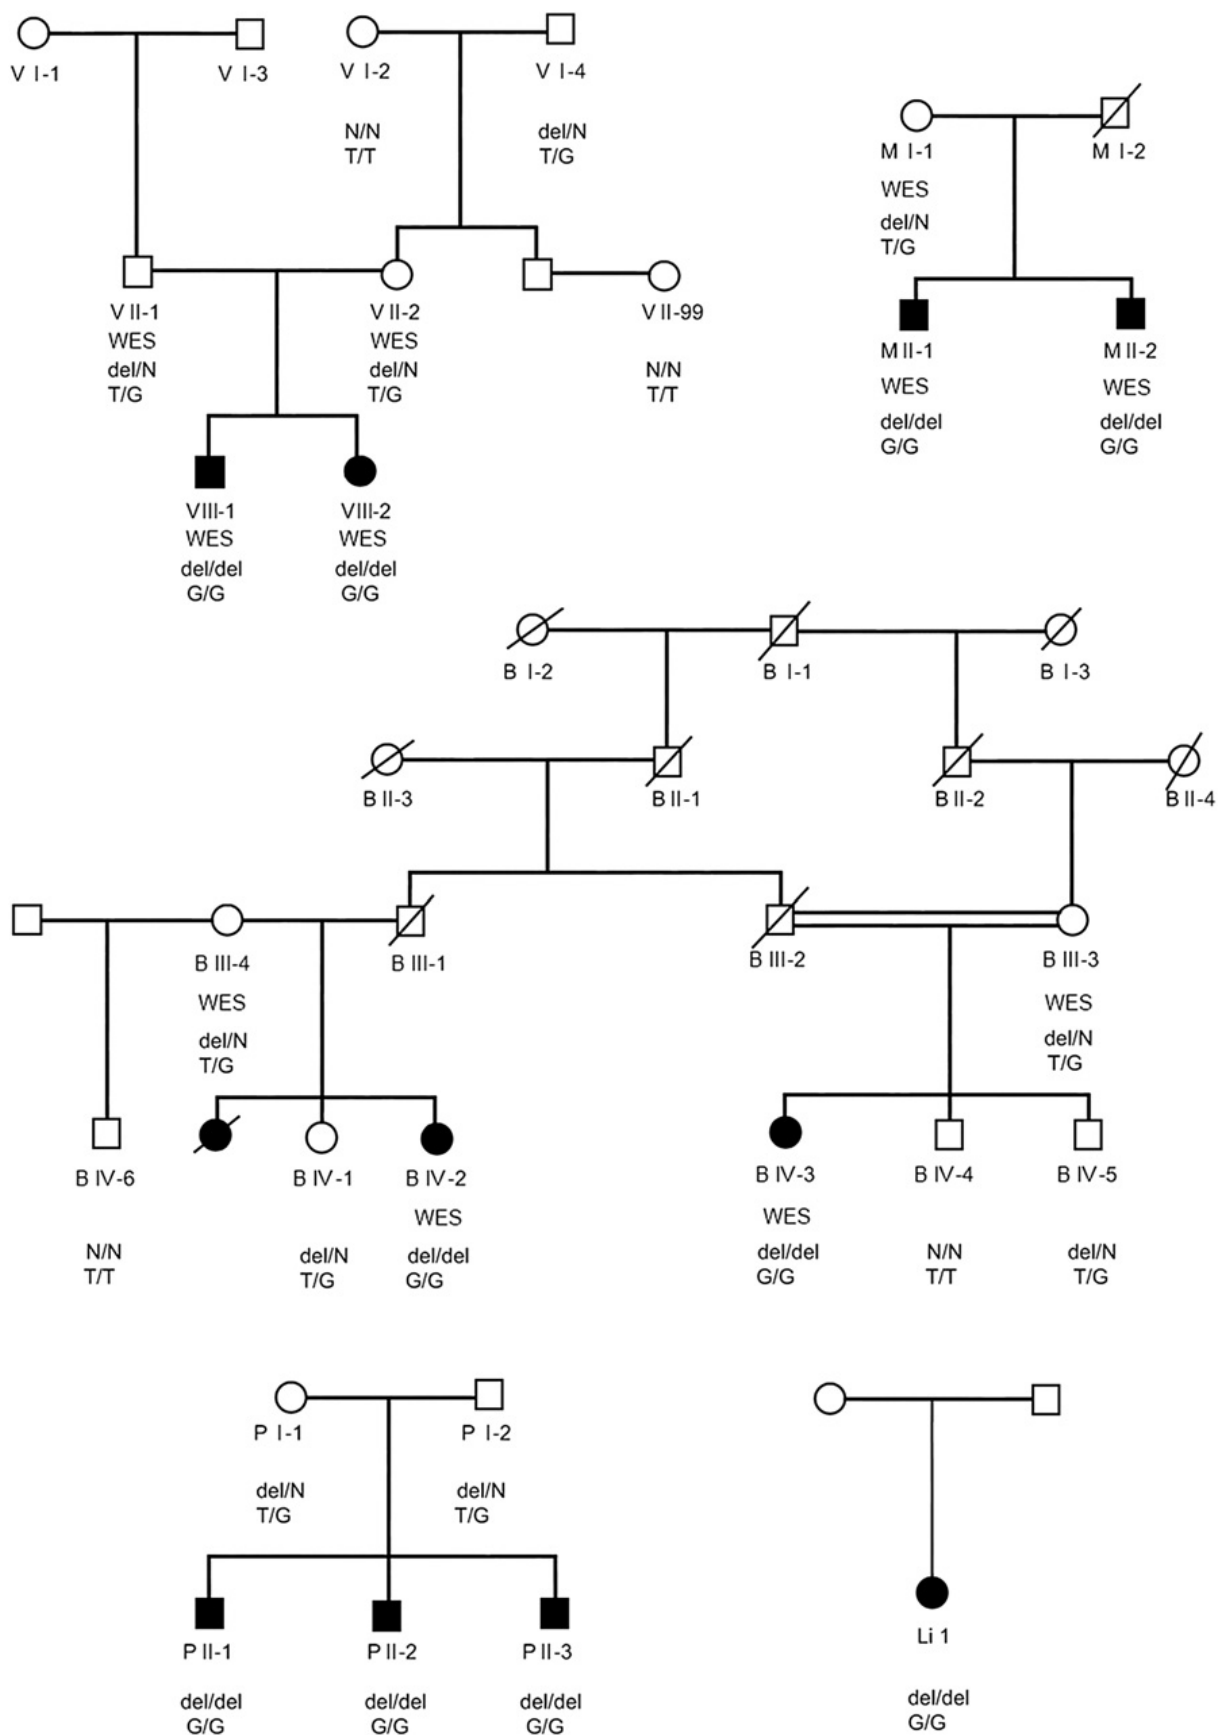 V I-1
V I-3
V I-2
V I-4
N/N
T/T
del/N
T/G
M I-1
M I-2
WES
del/N
T/G
V II-1
WES
del/N
T/G
V II-2
WES
del/N
T/G
V II-99
N/N
T/T
M II-1
WES
del/del
G/G
M II-2
WES
del/del
G/G
V III-1
WES
del/del
G/G
V III-2
WES
del/del
G/G
B I-2
B I-1
B I-3
B II-3
B II-1
B II-2
B II-4
B III-4
WES
del/N
T/G
B III-1
B III-2
B III-3
WES
del/N
T/G
B IV-6
N/N
T/T
B IV-1
del/N
T/G
B IV-2
WES
del/del
G/G
B IV-3
WES
del/del
G/G
B IV-4
N/N
T/T
B IV-5
del/N
T/G
P I-1
del/N
T/G
P I-2
del/N
T/G
P II-1
del/del
G/G
P II-2
del/del
G/G
P II-3
del/del
G/G
Li 1
del/del
G/G